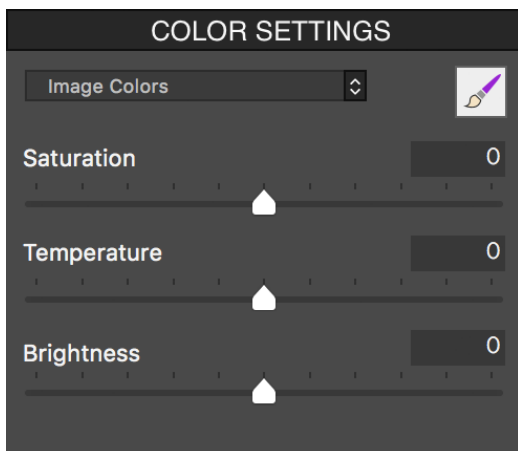 COLOR SETTINGS
Image Colors
Saturation 0
Temperature 0
Brightness 0